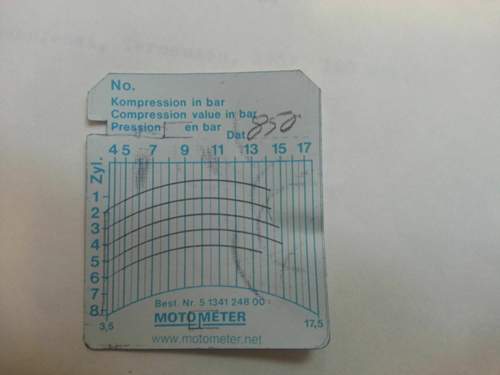 No.
Kompression in bar
Compression value in bar
Pression en bar
Dat. 850
4 5 7 9 11 13 15 17
Zyl.
1
2
3
4
5
6
7
8
3,5 17,5
Best. Nr. 5 1341 248 00
MOTOMETER
www.motometer.net